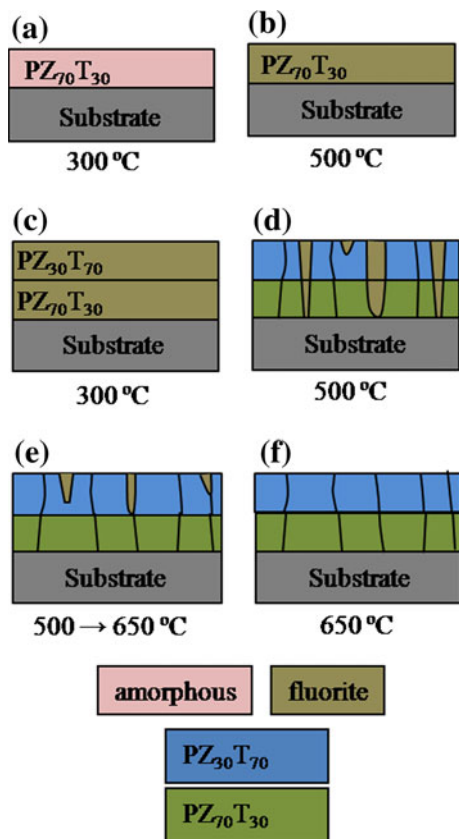 (a)
PZ₇₀T₃₀
Substrate
300 ºC
(b)
PZ₇₀T₃₀
Substrate
500 ºC
(c)
PZ₃₀T₇₀
PZ₇₀T₃₀
Substrate
300 ºC
(d)
Substrate
500 ºC
(e)
Substrate
500 → 650 ºC
(f)
Substrate
650 ºC
amorphous
fluorite
PZ₃₀T₇₀
PZ₇₀T₃₀